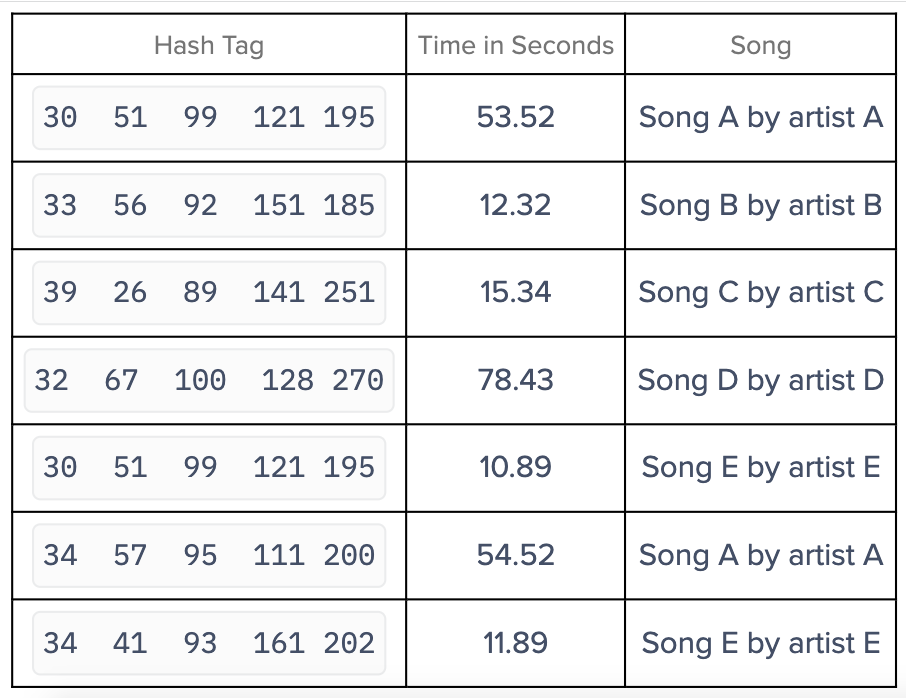 Hash Tag Time in Seconds Song
30 51 99 121 195 53.52 Song A by artist A
33 56 92 151 185 12.32 Song B by artist B
39 26 89 141 251 15.34 Song C by artist C
32 67 100 128 270 78.43 Song D by artist D
30 51 99 121 195 10.89 Song E by artist E
34 57 95 111 200 54.52 Song A by artist A
34 41 93 161 202 11.89 Song E by artist E